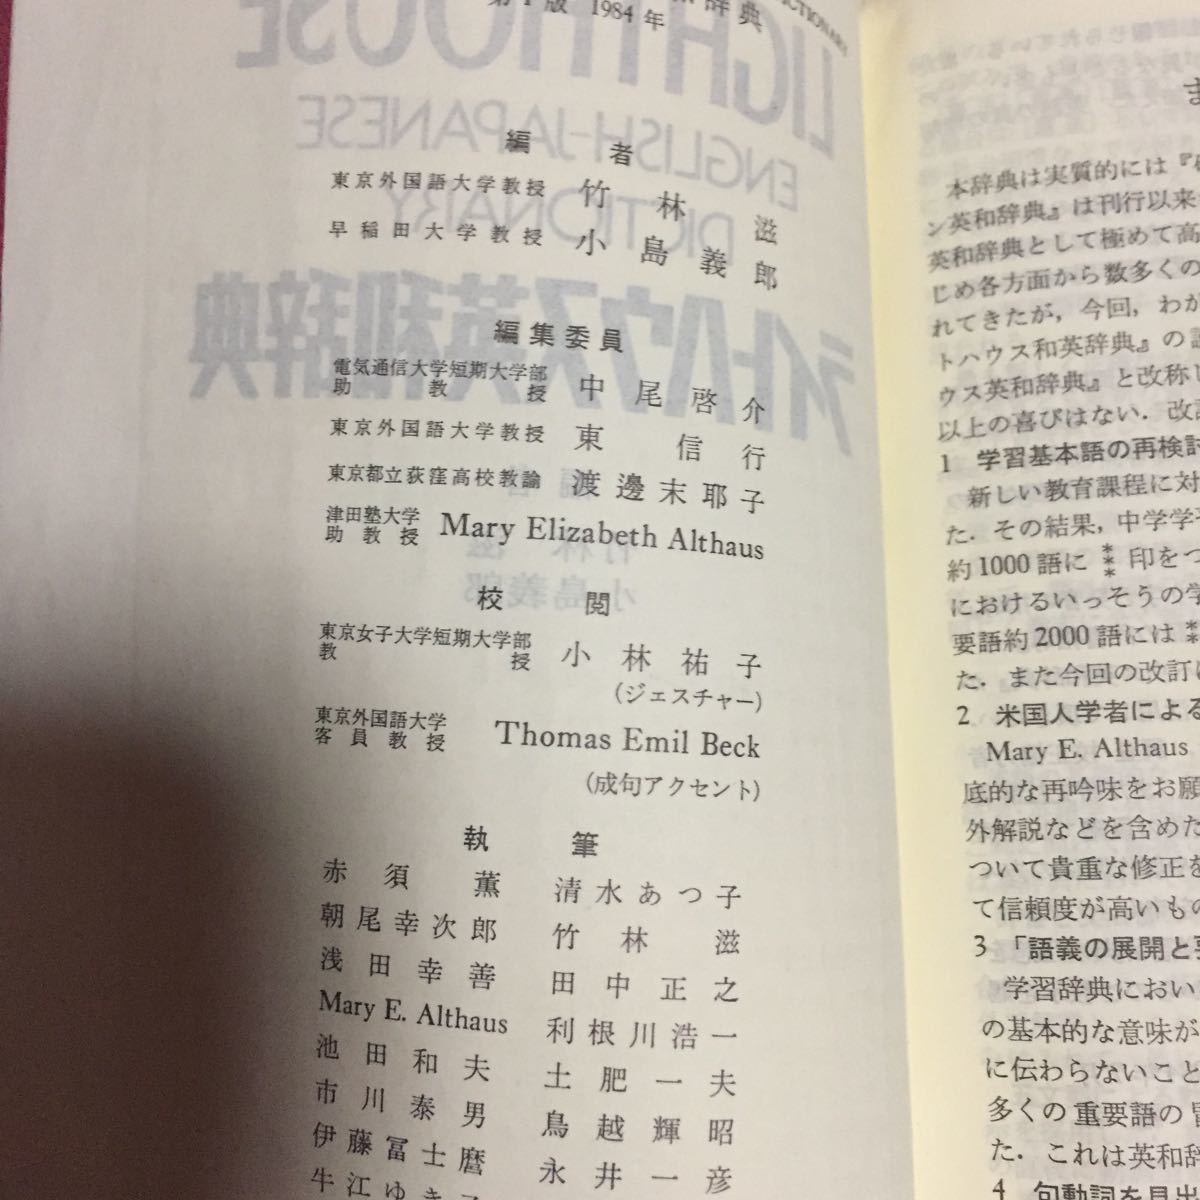 第1版 1984年
編者
東京外国語大学教授 竹林滋
早稲田大学教授 小島義郎
編集委員
電気通信大学短期大学部助教授 中尾啓介
東京外国語大学教授 東信行
東京都立荻窪高校教諭 渡邊末耶子
津田塾大学助教授 Mary Elizabeth Althaus
校閲
東京女子大学短期大学部教授 小林祐子
(ジェスチャー)
東京外国語大学客員教授 Thomas Emil Beck
(成句アクセント)
執筆
赤須薫 清水あつ子
朝尾幸次郎 竹林滋
浅田幸善 田中正之
Mary E. Althaus 利根川浩一
池田和夫 土肥一夫
市川泰男 鳥越輝昭
伊藤冨士麿 永井一彦
牛江ゆき子
本辞典は実質的には『
ン英和辞典』は刊行以来
英和辞典として極めて高
じめ各方面から数多くの
れてきたが，今回，わが
トハウス和英辞典』の
ウス英和辞典』と改称し
以上の喜びはない．改訂
1 学習基本語の再検討
新しい教育課程に対
た．その結果，中学学習
約1000語に *** 印をつ
におけるいっそうの学
要語約2000語には **
た．また今回の改訂
2 米国人学者による
Mary E. Althaus
底的な再吟味をお願
外解説などを含めた
ついて貴重な修正を
て信頼度が高いもの
3 「語義の展開と要
学習辞典におい
の基本的な意味が
に伝わらないこと
多くの重要語の冒
た．これは英和辞
4 句動詞を見出